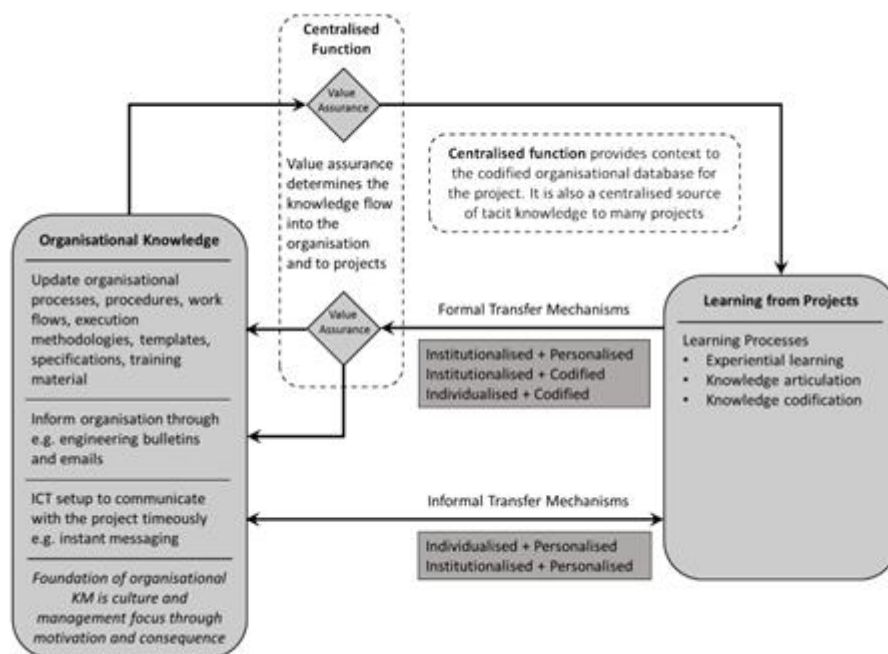 Centralised
Function
Value
Assurance
Value assurance
determines the
knowledge flow
into the
organisation
and to projects
Value
Assurance
Centralised function provides context to
the codified organisational database for
the project. It is also a centralised source
of tacit knowledge to many projects
Organisational Knowledge
Update organisational
processes, procedures, work
flows, execution
methodologies, templates,
specifications, training
material
Inform organisation through
e.g. engineering bulletins
and emails
ICT setup to communicate
with the project timeously
e.g. instant messaging
Foundation of organisational
KM is culture and
management focus through
motivation and consequence
Formal Transfer Mechanisms
Institutionalised + Personalised
Institutionalised + Codified
Individualised + Codified
Informal Transfer Mechanisms
Individualised + Personalised
Institutionalised + Personalised
Learning from Projects
Learning Processes
• Experiential learning
• Knowledge articulation
• Knowledge codification